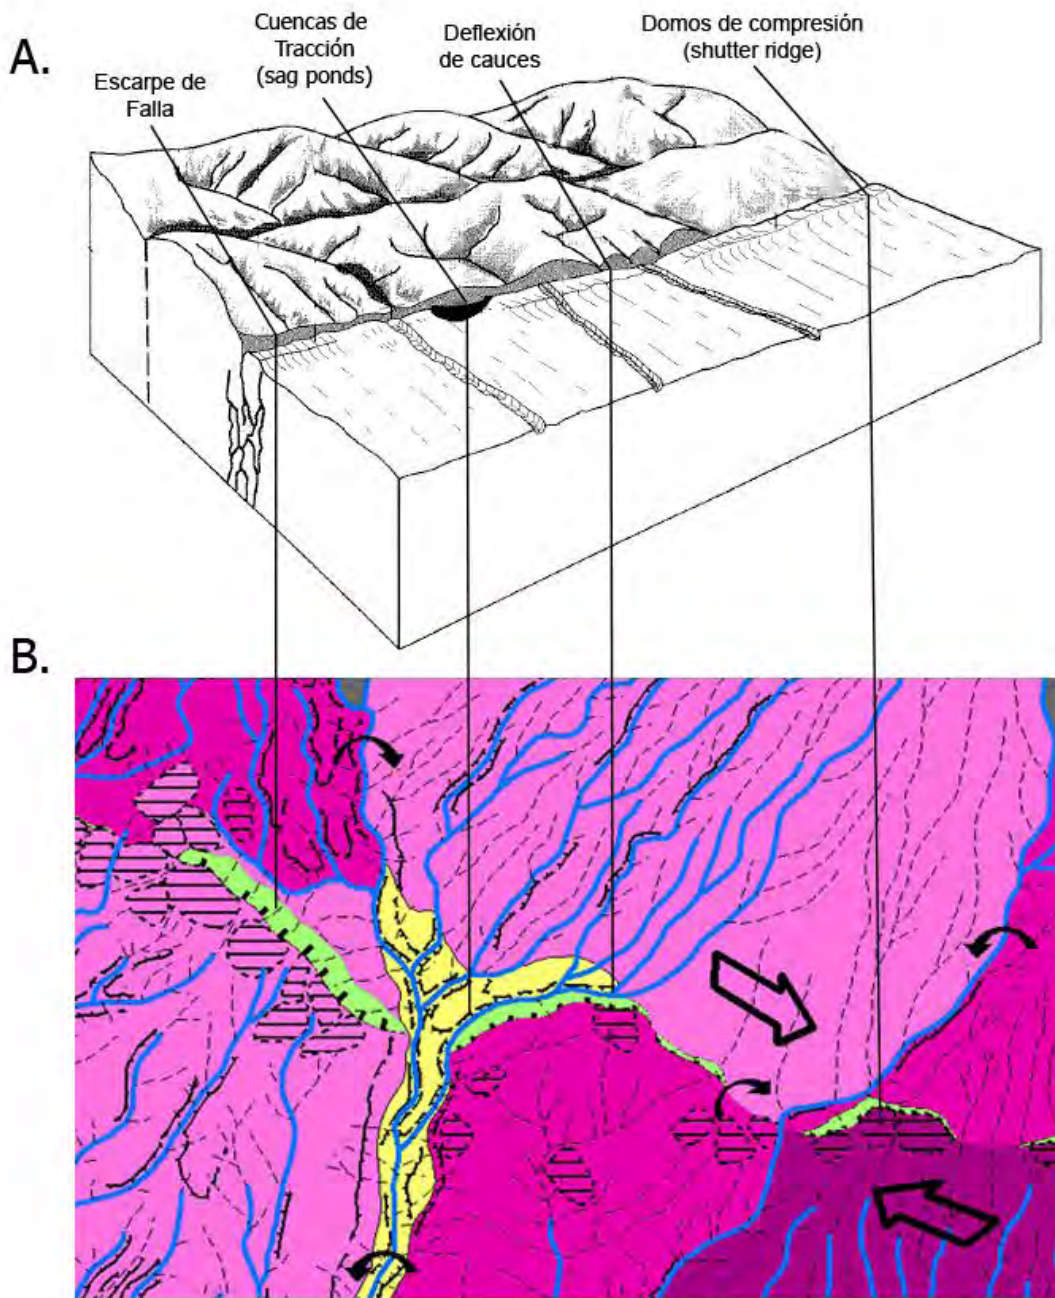 A.
Escarpe de
Falla
Cuencas de
Tracción
(sag ponds)
Deflexión
de cauces
Domos de compresión
(shutter ridge)
B.